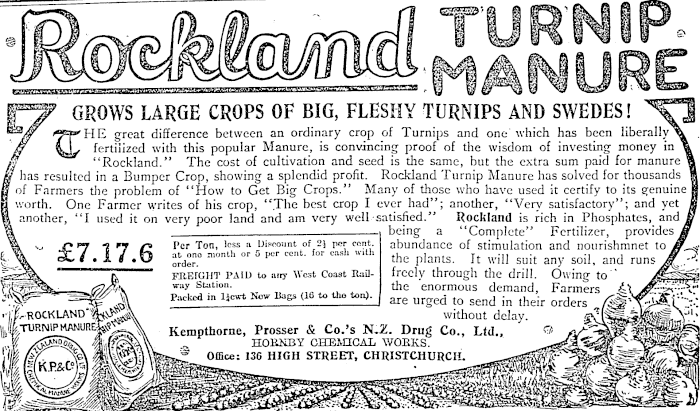 Rockland TURNIP
MANURE
GROWS LARGE CROPS OF BIG, FLESHY TURNIPS AND SWEDES!
THE great difference between an ordinary crop of Turnips and one which has been liberally
fertilized with this popular Manure, is convincing proof of the wisdom of investing money in
"Rockland." The cost of cultivation and seed is the same, but the extra sum paid for manure
has resulted in a Bumper Crop, showing a splendid profit. Rockland Turnip Manure has solved for thousands
of Farmers the problem of "How to Get Big Crops." Many of those who have used it certify to its genuine
worth. One Farmer writes of his crop, "The best crop I ever had"; another, "Very satisfactory"; and yet
another, "I used it on very poor land and am very well satisfied." Rockland is rich in Phosphates, and
being a "Complete" Fertilizer, provides
abundance of stimulation and nourishmnet to
the plants. It will suit any soil, and runs
freely through the drill. Owing to
the enormous demand, Farmers
are urged to send in their orders
without delay.
£7.17.6
Per Ton, less a Discount of 2½ per cent.
at one month or 5 per cent. for cash with
order.
FREIGHT PAID to any West Coast Rail-
way Station.
Packed in 1¼cwt New Bags (16 to the ton).
Kempthorne, Prosser & Co.'s N.Z. Drug Co., Ltd.,
HORNBY CHEMICAL WORKS.
Office: 136 HIGH STREET, CHRISTCHURCH.
ROCKLAND
TURNIP MANURE
K.P.&Co